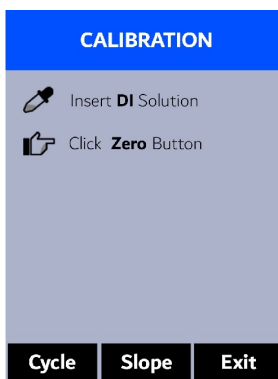 CALIBRATION
Insert DI Solution
Click Zero Button
Cycle Slope Exit